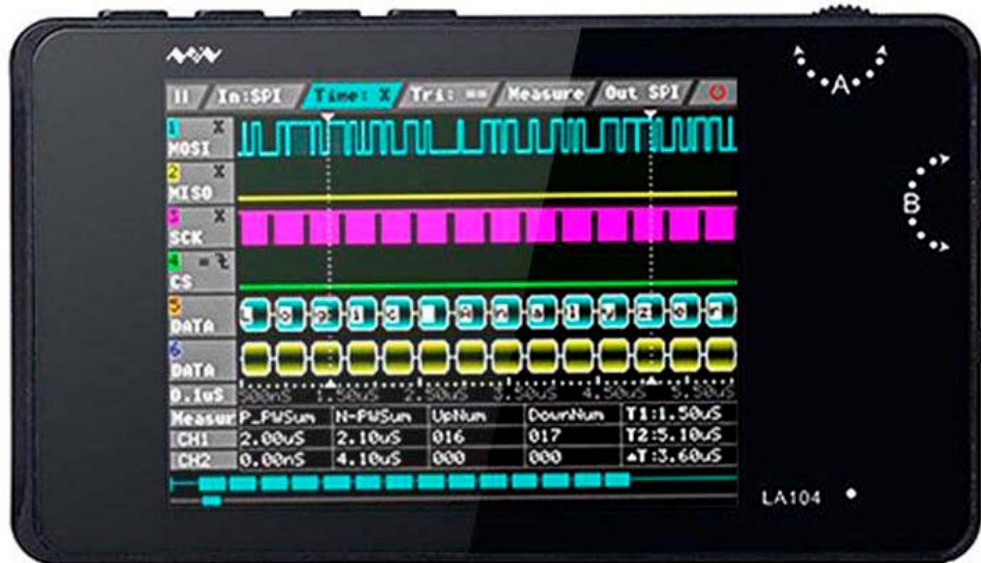 In:SPI Time: X Tri: == Measure Out SPI
1 X
MOSI
2 X
MISO
3 X
SCK
4 =
CS
5
DATA L o g i c A n a l y z e r
6
DATA
0.1uS 500nS 1.50uS 2.50uS 3.50uS 4.50uS 5.50uS
Measur P_PWSum N-PWSum UpNum DownNum T1:1.50uS
CH1 2.00uS 2.10uS 016 017 T2:5.10uS
CH2 0.00nS 4.10uS 000 000 ▲T:3.60uS
A
B
LA104